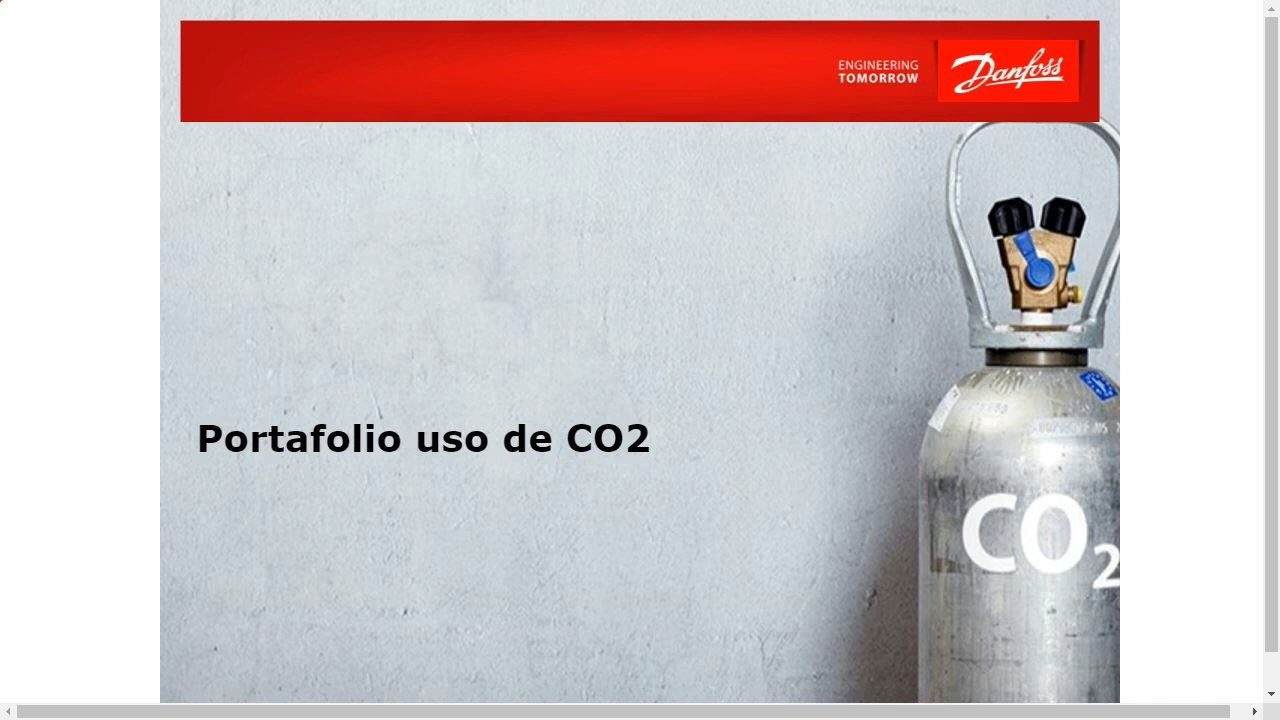 ENGINEERING
TOMORROW
Danfoss
Portafolio uso de CO2
CO2